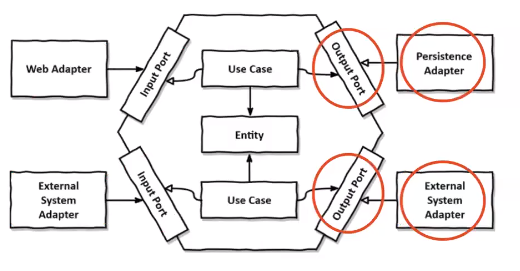 Web Adapter
Input Port
Use Case
Output Port
Persistence
Adapter
Entity
External
System
Adapter
Input Port
Use Case
Output Port
External
System
Adapter